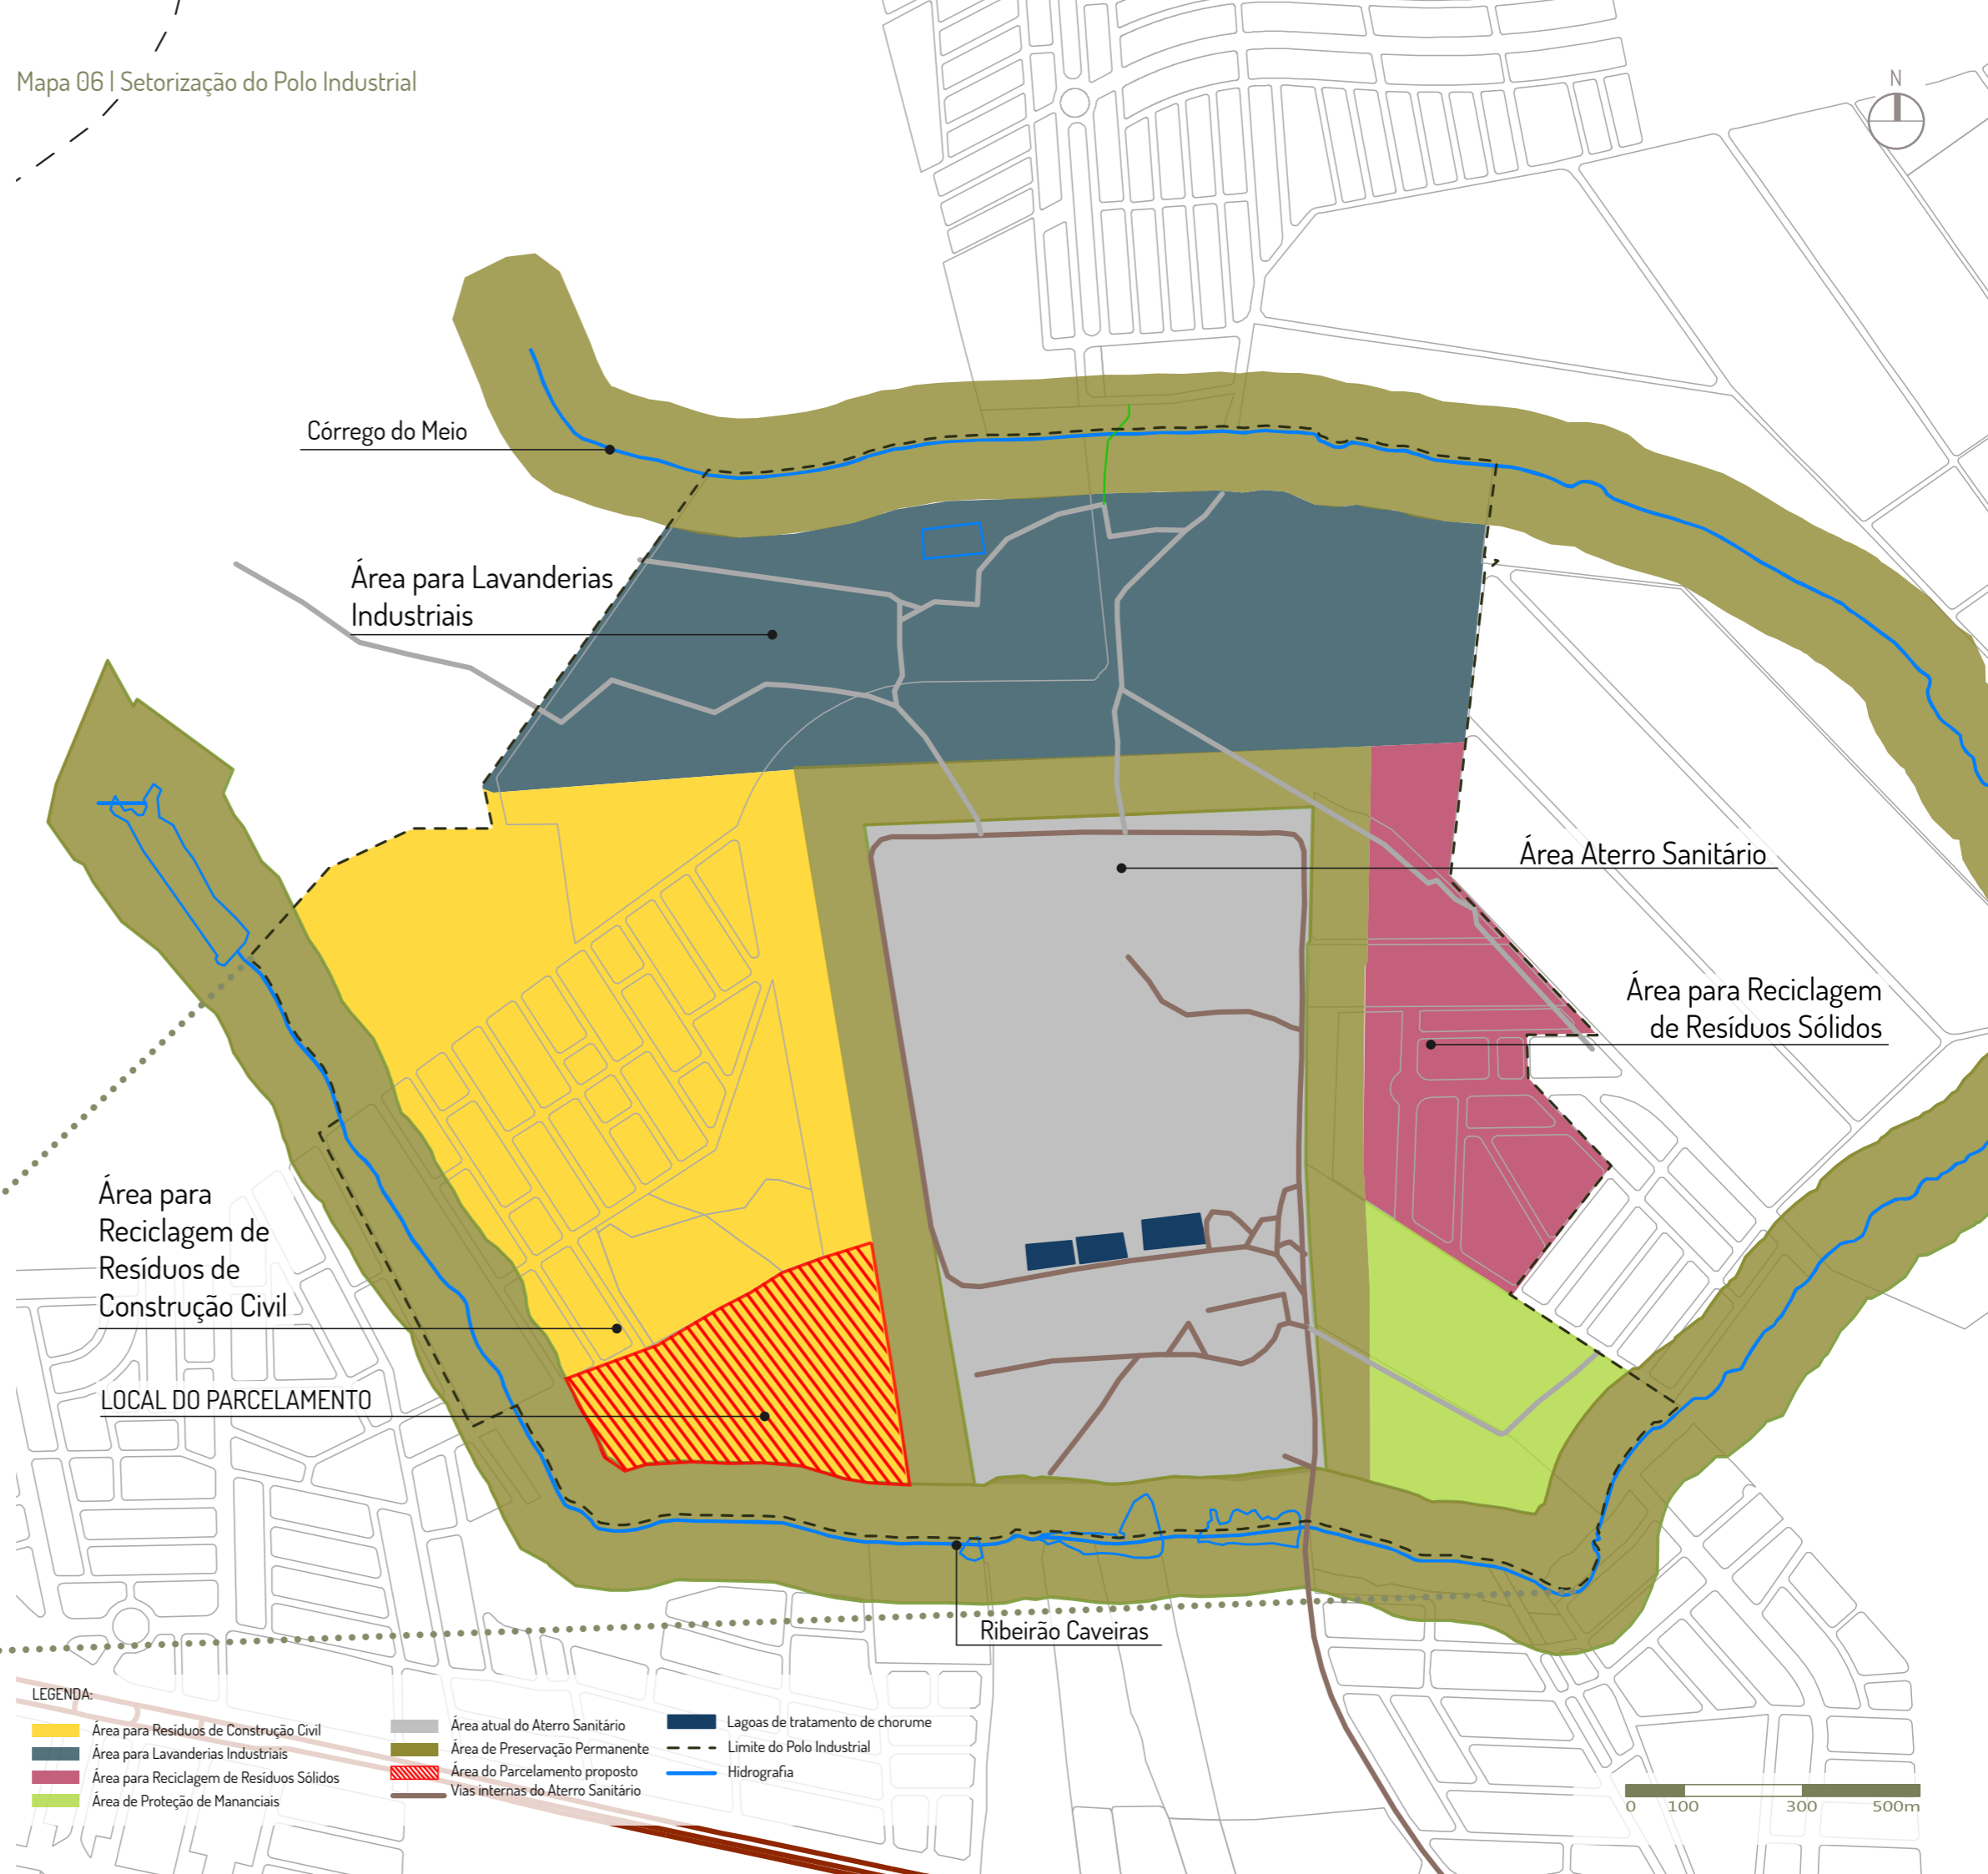 Mapa 06 | Setorização do Polo Industrial
N
Córrego do Meio
Área para Lavanderias
Industriais
Área Aterro Sanitário
Área para Reciclagem
de Resíduos Sólidos
Área para
Reciclagem de
Resíduos de
Construção Civil
LOCAL DO PARCELAMENTO
Ribeirão Caveiras
LEGENDA:
Área para Resíduos de Construção Civil
Área para Lavanderias Industriais
Área para Reciclagem de Resíduos Sólidos
Área de Proteção de Mananciais
Área atual do Aterro Sanitário
Área de Preservação Permanente
Área do Parcelamento proposto
Vias internas do Aterro Sanitário
Lagoas de tratamento de chorume
Limite do Polo Industrial
Hidrografia
0 100 300 500m